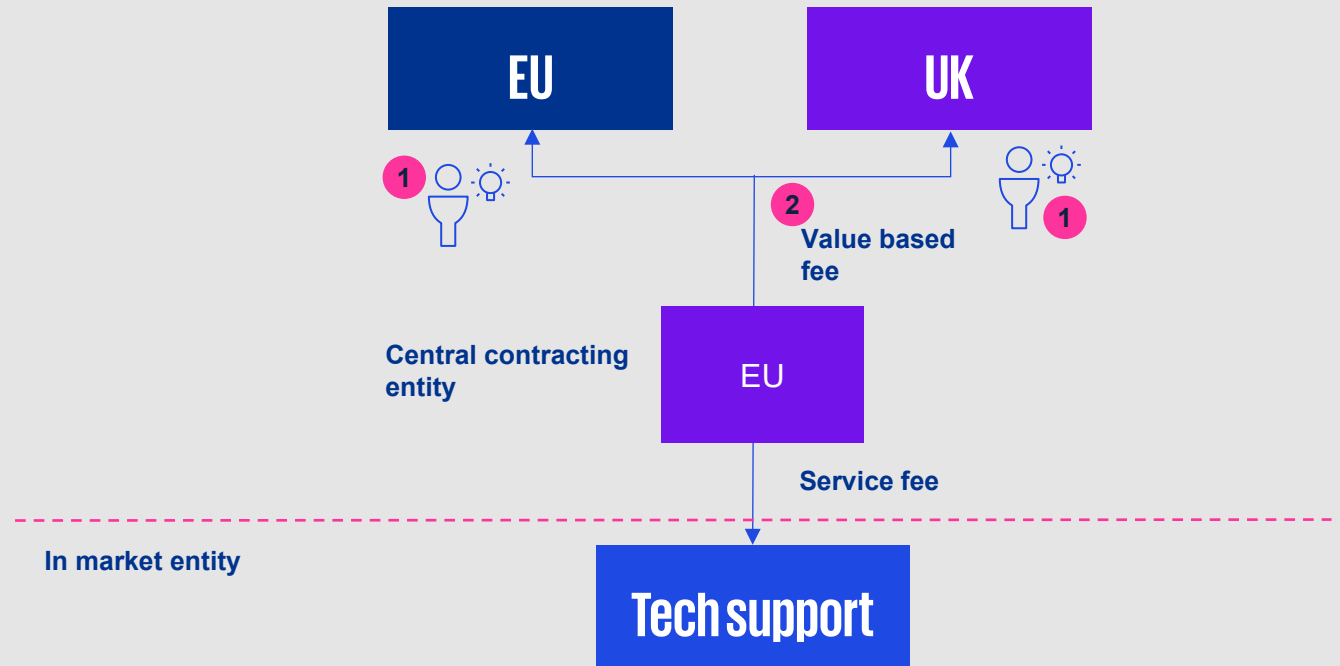 EU
UK
1
2
1
Value based
fee
Central contracting
entity
EU
Service fee
In market entity
Tech support